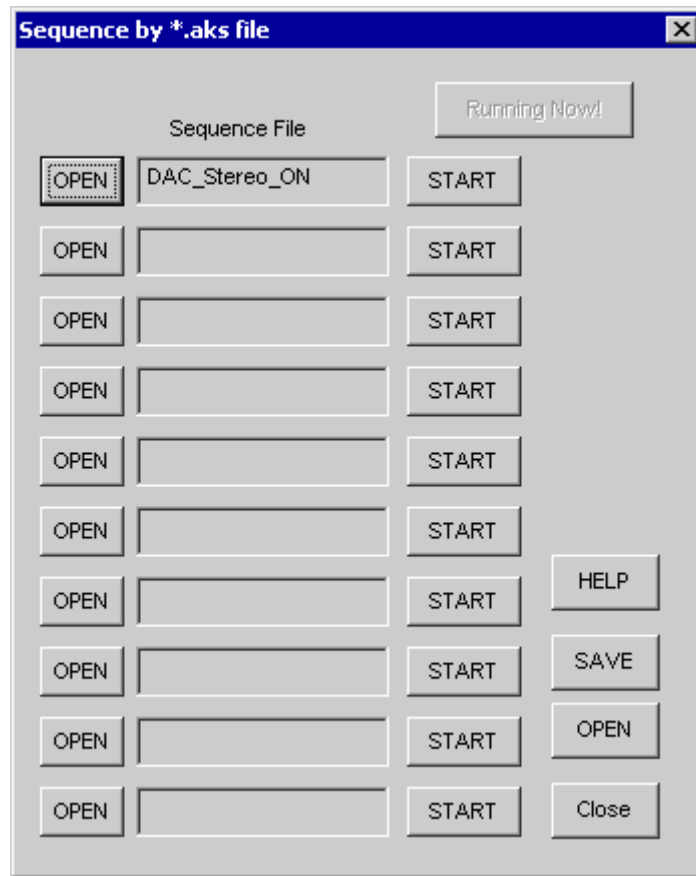 Sequence by *.aks file
Running Now!
Sequence File
OPEN DAC_Stereo_ON START
OPEN START
OPEN START
OPEN START
OPEN START
OPEN START
HELP
OPEN START
SAVE
OPEN START
OPEN
OPEN START
Close
OPEN START